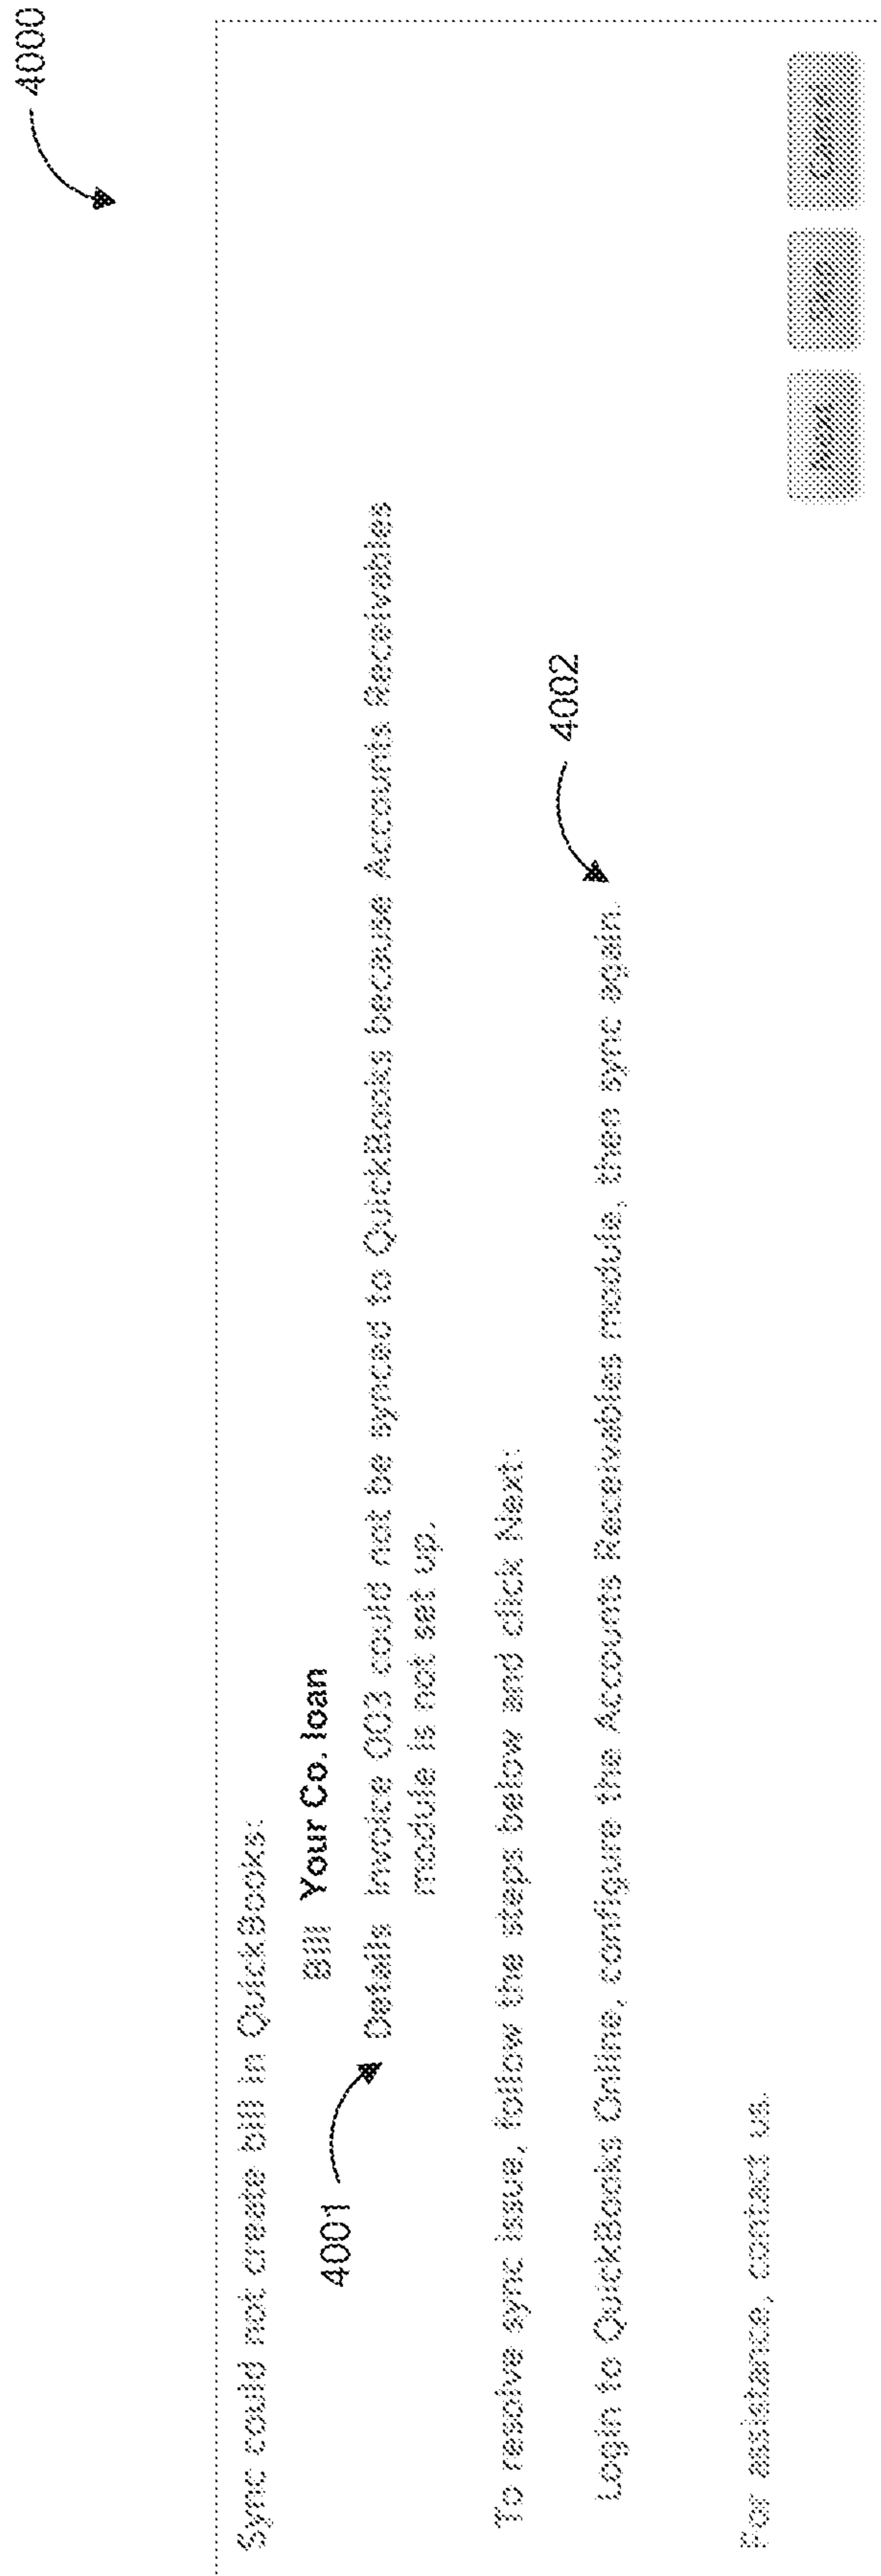 4000
Sync could not create bill in QuickBooks:
Bill Your Co. loan
4001
Details Invoice 003 could not be synced to QuickBooks because Accounts Receivables
module is not set up.
To resolve sync issue, follow the steps below and click Next:
4002
Login to QuickBooks Online, configure the Accounts Receivables module, then sync again.
For assistance, contact us.
Cancel